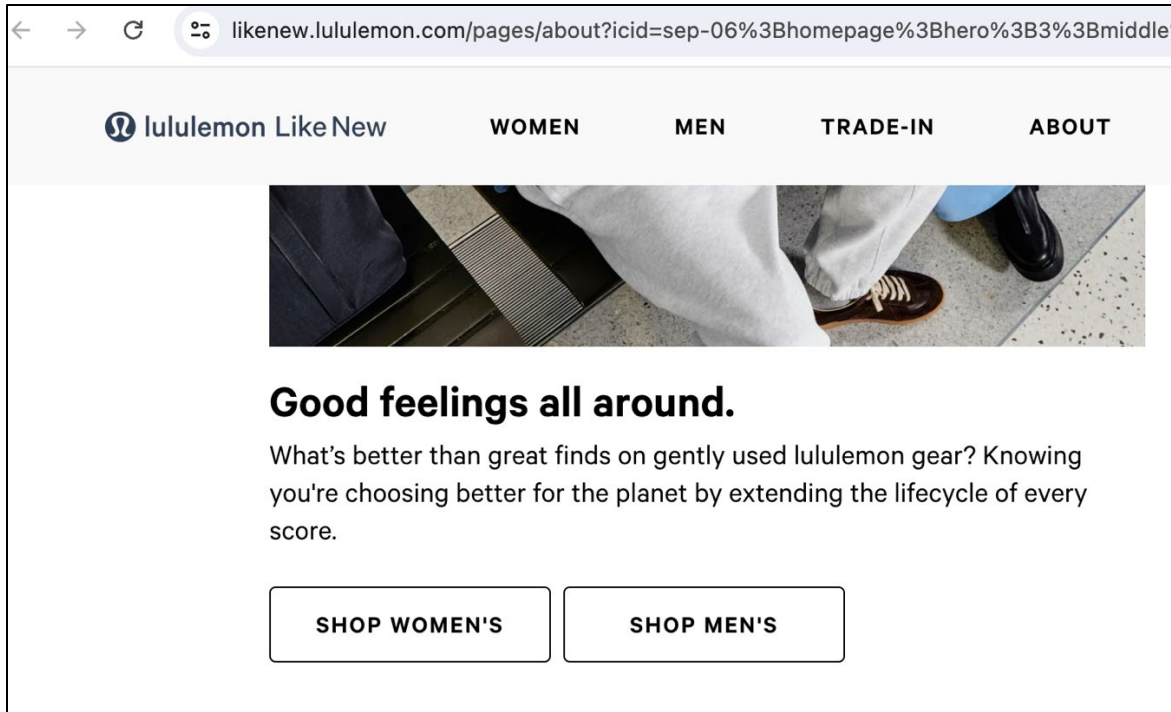 likenew.lululemon.com/pages/about?icid=sep-06%3Bhomepage%3Bhero%3B3%3Bmiddle
lululemon Like New WOMEN MEN TRADE-IN ABOUT
Good feelings all around.
What’s better than great finds on gently used lululemon gear? Knowing
you're choosing better for the planet by extending the lifecycle of every
score.
SHOP WOMEN'S SHOP MEN'S